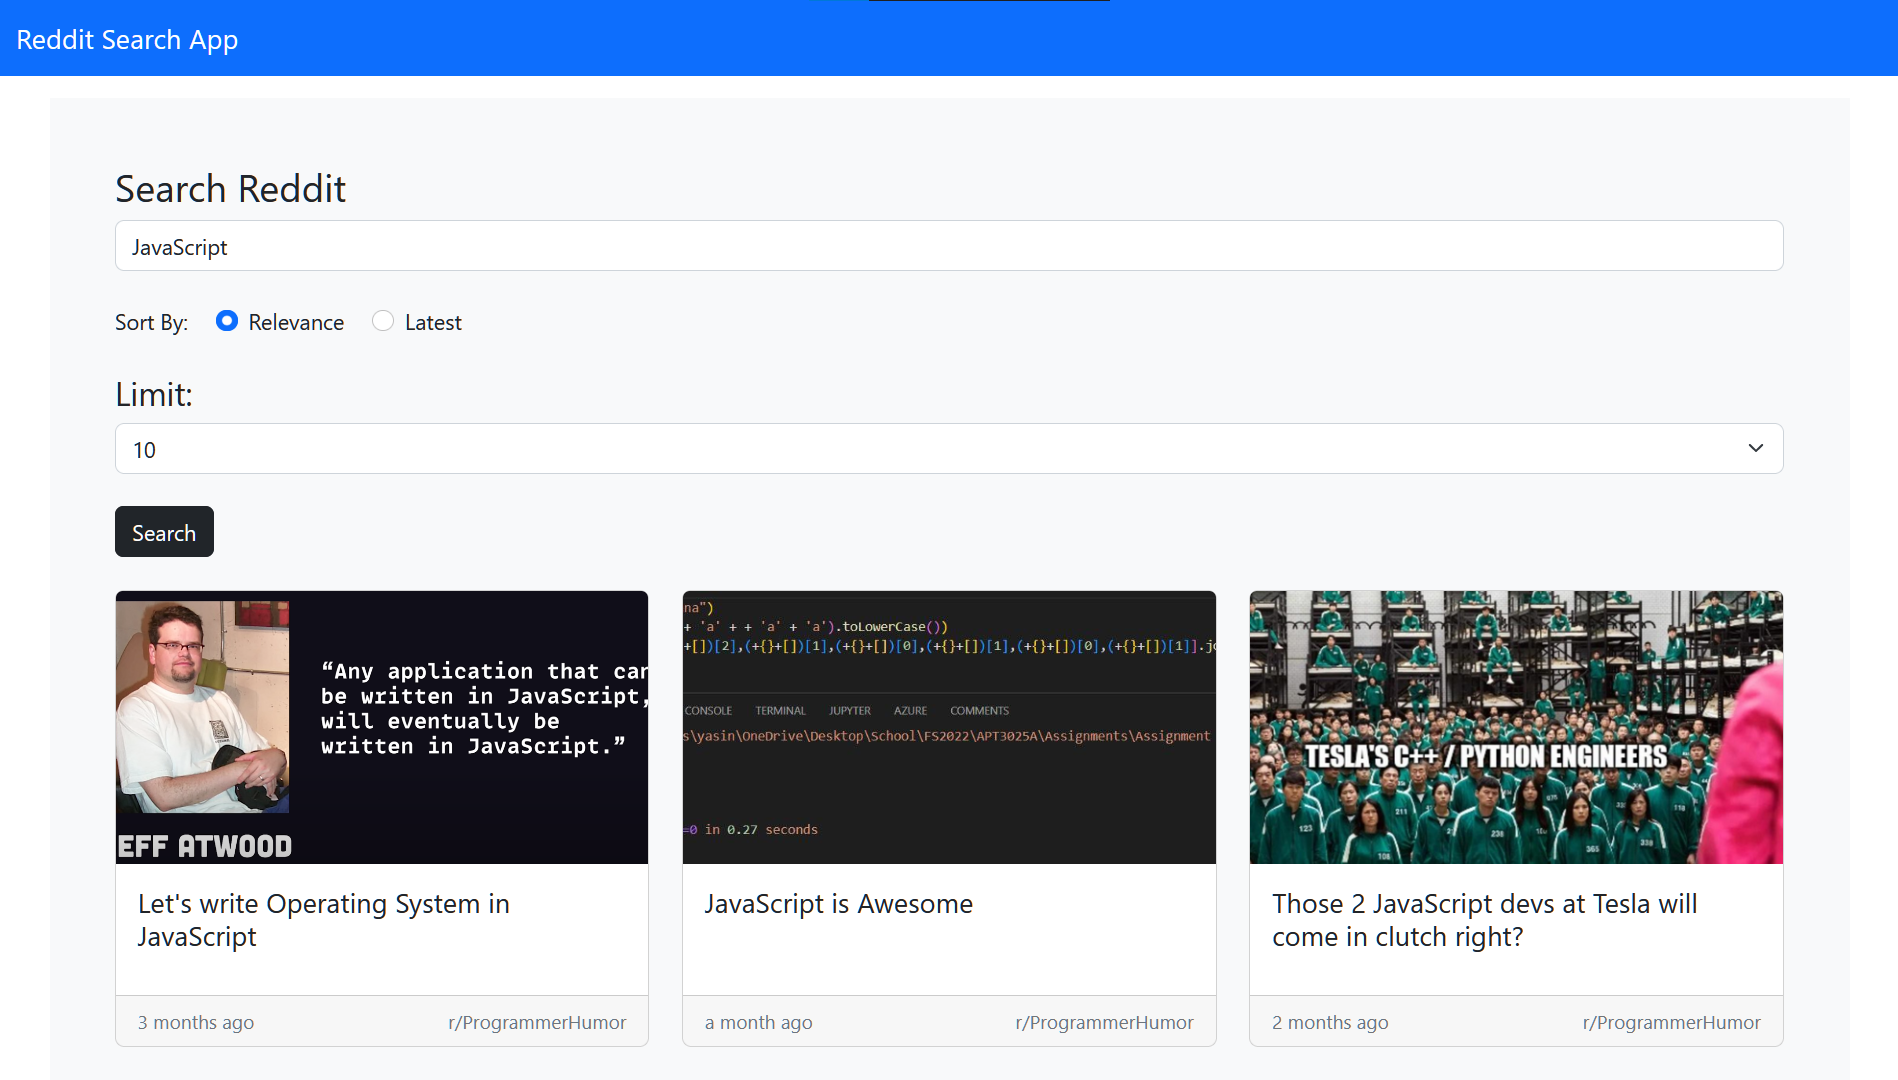 Reddit Search App
Search Reddit
JavaScript
Sort By:
Relevance
Latest
Limit:
10
Search
“Any application that can
be written in JavaScript,
will eventually be
written in JavaScript.”
EFF ATWOOD
Let's write Operating System in
JavaScript
3 months ago
r/ProgrammerHumor
na")
+ 'a' + + 'a' + 'a').toLowerCase())
+[])[2],(+{}+[])[1],(+{}+[])[0],(+{}+[])[1],(+{}+[])[0],(+{}+[])[1]].jo
CONSOLE TERMINAL JUPYTER AZURE COMMENTS
s\yasin\OneDrive\Desktop\School\FS2022\APT3025A\Assignments\Assignment
=0 in 0.27 seconds
JavaScript is Awesome
a month ago
r/ProgrammerHumor
TESLA'S C++ / PYTHON ENGINEERS
Those 2 JavaScript devs at Tesla will
come in clutch right?
2 months ago
r/ProgrammerHumor